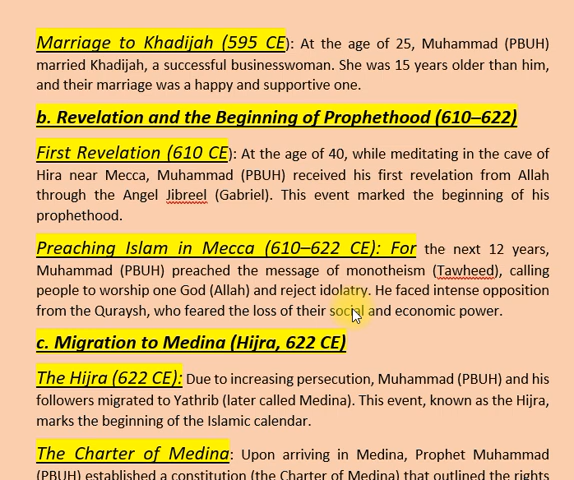 Marriage to Khadijah (595 CE): At the age of 25, Muhammad (PBUH)
married Khadijah, a successful businesswoman. She was 15 years older than him,
and their marriage was a happy and supportive one.
b. Revelation and the Beginning of Prophethood (610–622)
First Revelation (610 CE): At the age of 40, while meditating in the cave of
Hira near Mecca, Muhammad (PBUH) received his first revelation from Allah
through the Angel Jibreel (Gabriel). This event marked the beginning of his
prophethood.
Preaching Islam in Mecca (610–622 CE): For the next 12 years,
Muhammad (PBUH) preached the message of monotheism (Tawheed), calling
people to worship one God (Allah) and reject idolatry. He faced intense opposition
from the Quraysh, who feared the loss of their social and economic power.
c. Migration to Medina (Hijra, 622 CE)
The Hijra (622 CE): Due to increasing persecution, Muhammad (PBUH) and his
followers migrated to Yathrib (later called Medina). This event, known as the Hijra,
marks the beginning of the Islamic calendar.
The Charter of Medina: Upon arriving in Medina, Prophet Muhammad
(PBUH) established a constitution (the Charter of Medina) that outlined the rights